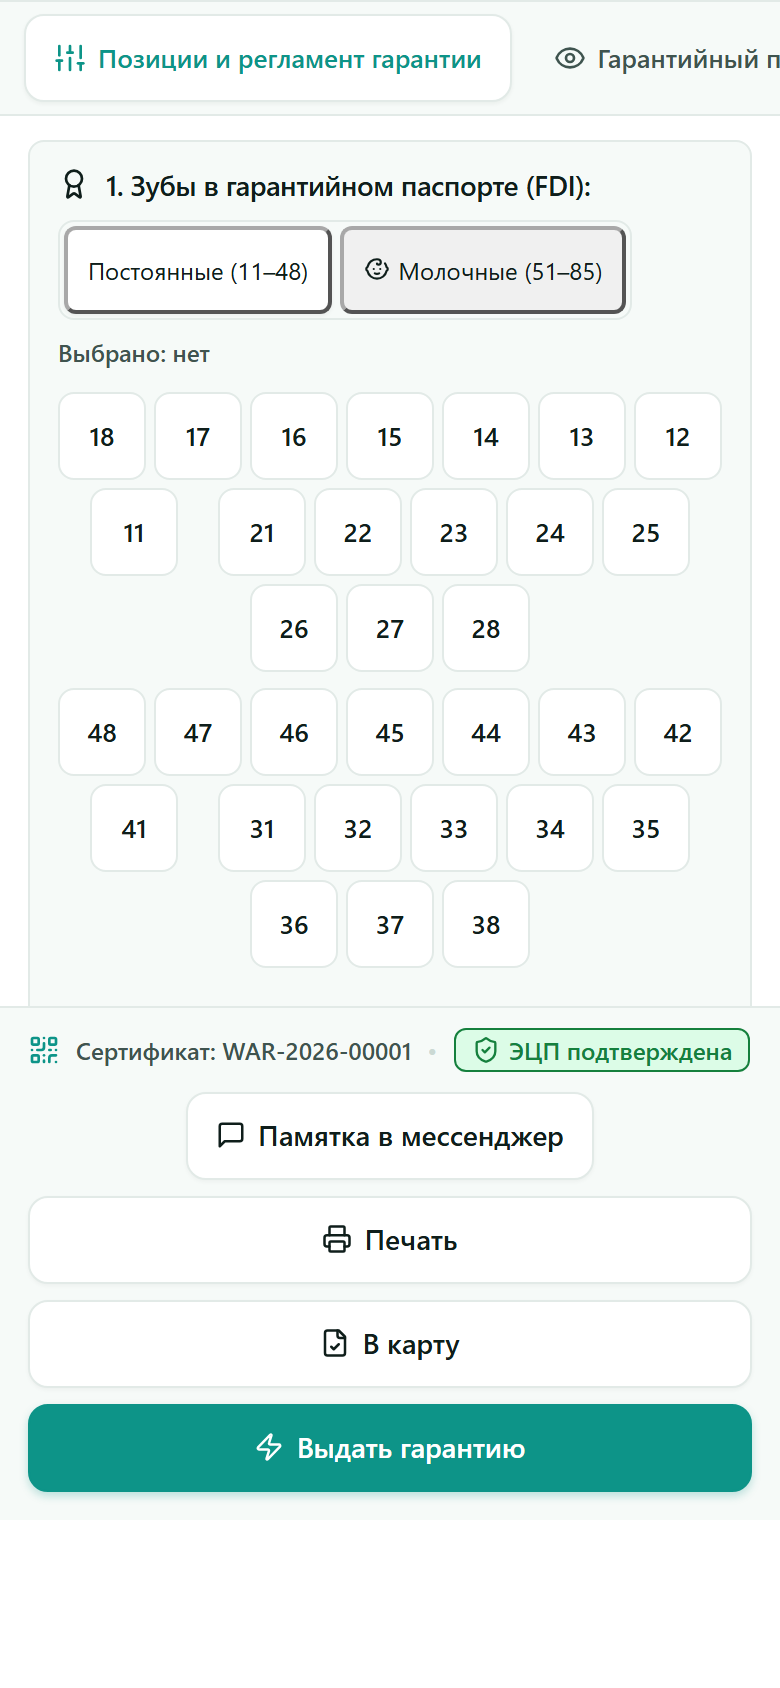 Позиции и регламент гарантии
Гарантийный п
1. Зубы в гарантийном паспорте (FDI):
Постоянные (11–48)
Молочные (51–85)
Выбрано: нет
18 17 16 15 14 13 12
11 21 22 23 24 25
26 27 28
48 47 46 45 44 43 42
41 31 32 33 34 35
36 37 38
Сертификат: WAR-2026-00001 • ЭЦП подтверждена
Памятка в мессенджер
Печать
В карту
Выдать гарантию